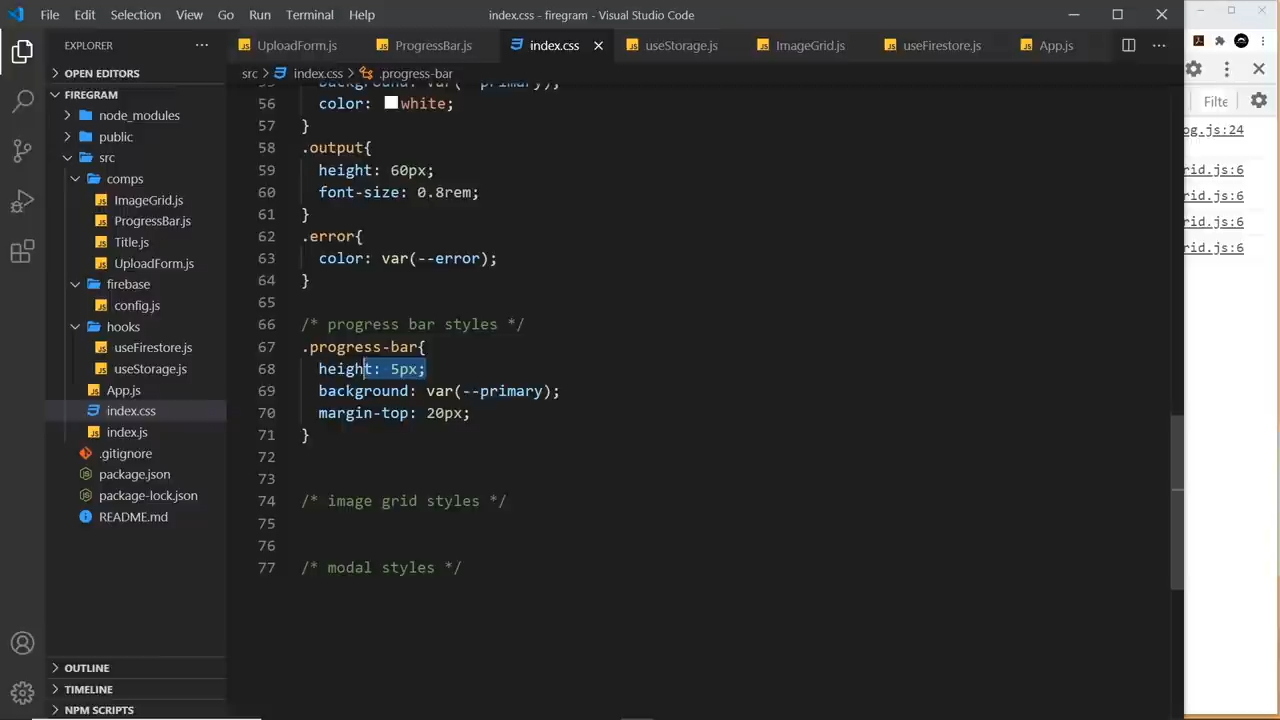 File Edit Selection View Go Run Terminal Help
index.css - firegram - Visual Studio Code
EXPLORER
OPEN EDITORS
FIREGRAM
node_modules
public
src
comps
ImageGrid.js
ProgressBar.js
Title.js
UploadForm.js
firebase
config.js
hooks
useFirestore.js
useStorage.js
App.js
index.css
index.js
.gitignore
package.json
package-lock.json
README.md
OUTLINE
TIMELINE
NPM SCRIPTS
UploadForm.js ProgressBar.js index.css useStorage.js ImageGrid.js useFirestore.js App.js
src > index.css > .progress-bar
55 background: var(--primary);
56 color: white;
57 }
58 .output{
59 height: 60px;
60 font-size: 0.8rem;
61 }
62 .error{
63 color: var(--error);
64 }
65
66 /* progress bar styles */
67 .progress-bar{
68 height: 5px;
69 background: var(--primary);
70 margin-top: 20px;
71 }
72
73
74 /* image grid styles */
75
76
77 /* modal styles */
Filte
og.js:24
rid.js:6
rid.js:6
rid.js:6
rid.js:6